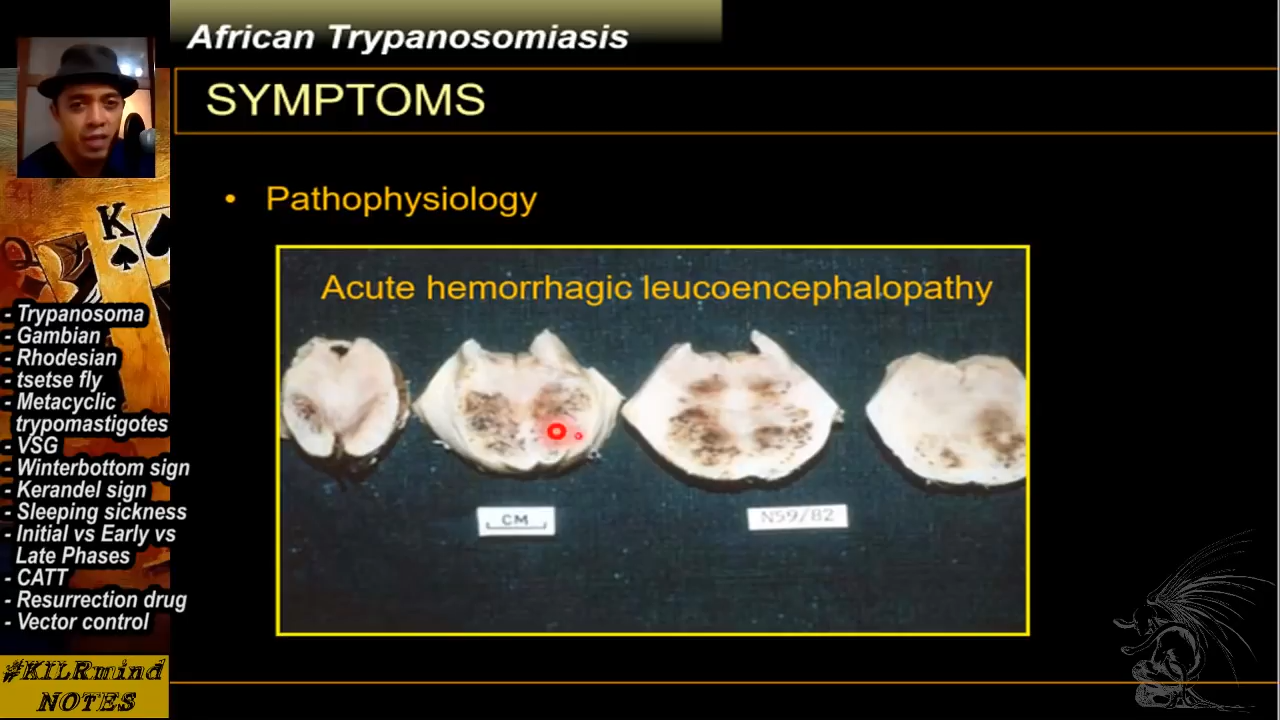 African Trypanosomiasis
SYMPTOMS
• Pathophysiology
Acute hemorrhagic leucoencephalopathy
CM
N59/82
K
- Trypanosoma
- Gambian
- Rhodesian
- tsetse fly
- Metacyclic
trypomastigotes
- VSG
- Winterbottom sign
- Kerandel sign
- Sleeping sickness
- Initial vs Early vs
Late Phases
- CATT
- Resurrection drug
- Vector control
#KILRmind
NOTES